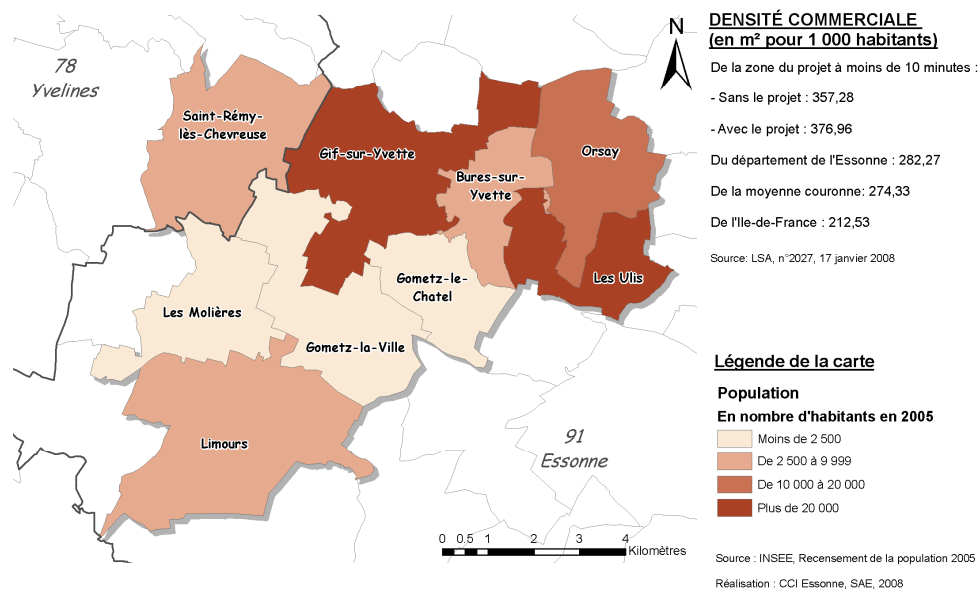 78
Yvelines
Saint-Rémy-
lès-Chevreuse
Gif-sur-Yvette
Bures-sur-
Yvette
Orsay
Les Ulis
Gometz-le-
Chatel
Les Molières
Gometz-la-Ville
Limours
91
Essonne
N
0 0.5 1 2 3 4
Kilomètres
DENSITÉ COMMERCIALE
(en m² pour 1 000 habitants)
De la zone du projet à moins de 10 minutes :
- Sans le projet : 357,28
- Avec le projet : 376,96
Du département de l'Essonne : 282,27
De la moyenne couronne: 274,33
De l'Ile-de-France : 212,53
Source: LSA, n°2027, 17 janvier 2008
Légende de la carte
Population
En nombre d'habitants en 2005
Moins de 2 500
De 2 500 à 9 999
De 10 000 à 20 000
Plus de 20 000
Source : INSEE, Recensement de la population 2005
Réalisation : CCI Essonne, SAE, 2008